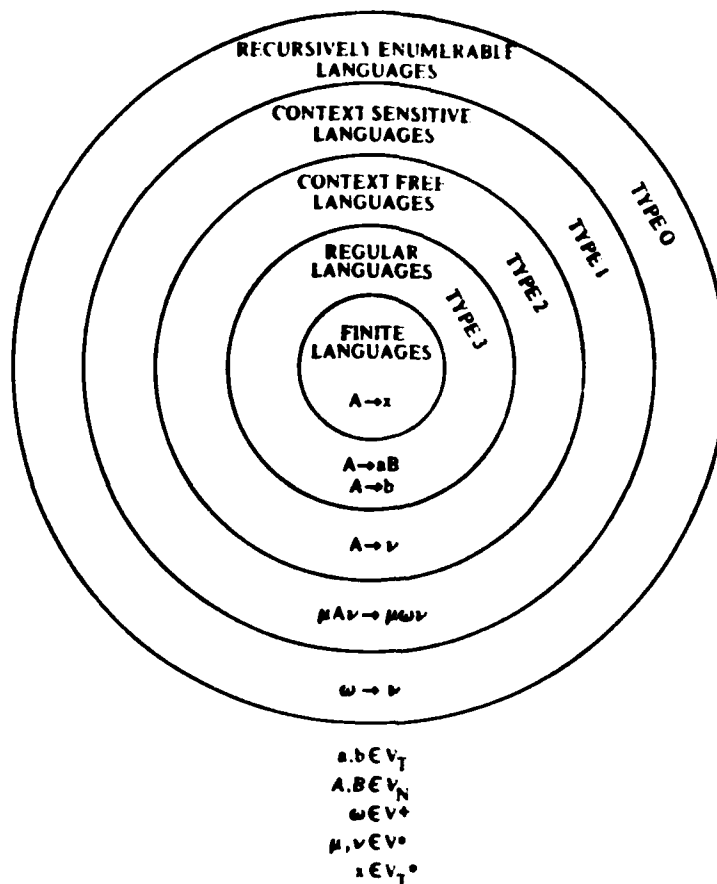 RECURSIVELY ENUMERABLE
LANGUAGES
CONTEXT SENSITIVE
LANGUAGES
CONTEXT FREE
LANGUAGES
REGULAR
LANGUAGES
FINITE
LANGUAGES
TYPE 3
TYPE 2
TYPE 1
TYPE 0
A→x
A→aB
A→b
A→ν
μAν→μων
ω→ν
a,b∈V_T
A,B∈V_N
ω∈V+
μ,ν∈V*
x∈V_T*